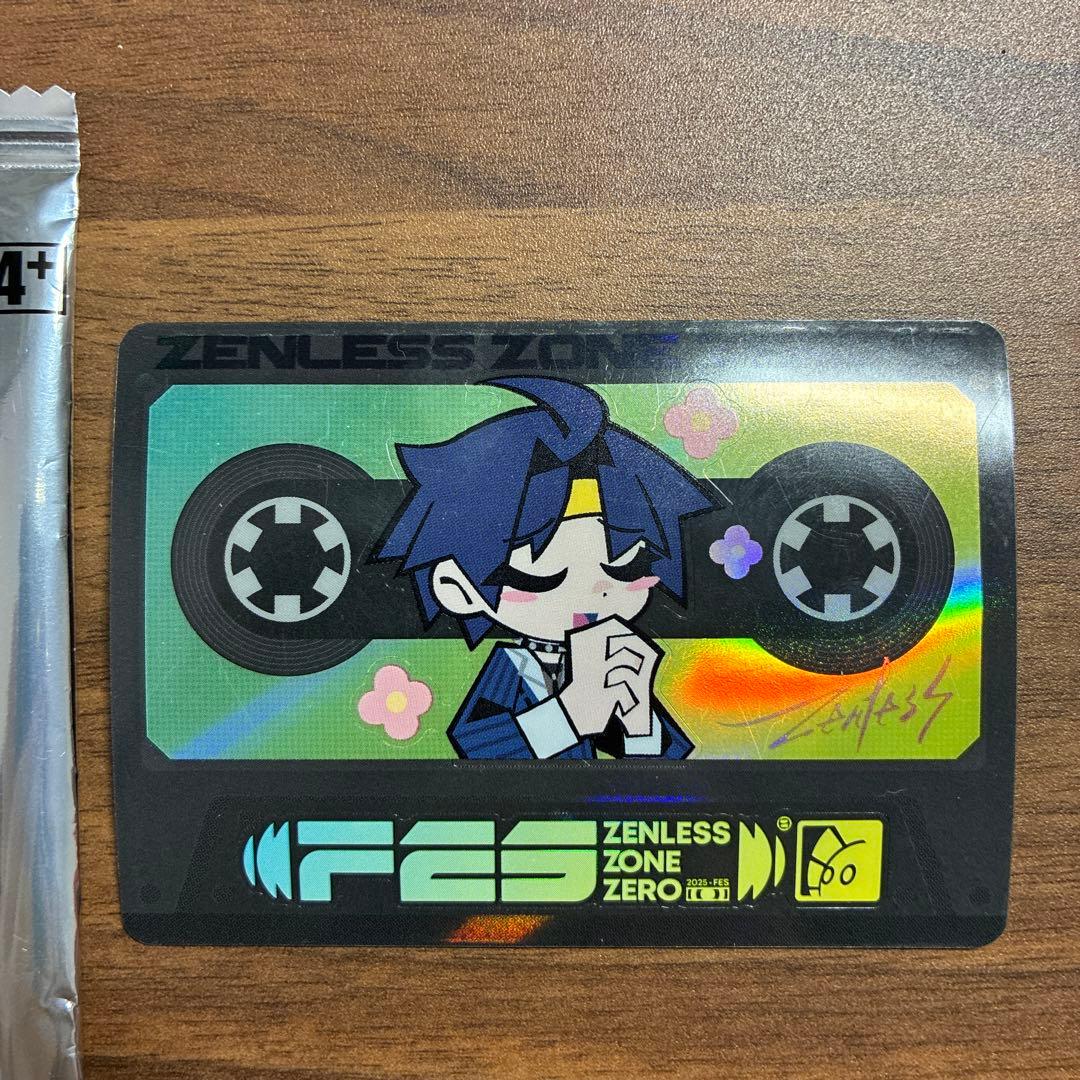 4+
ZENLESS ZONE
Zenless
FES
ZENLESS
ZONE
ZERO
2025・FES